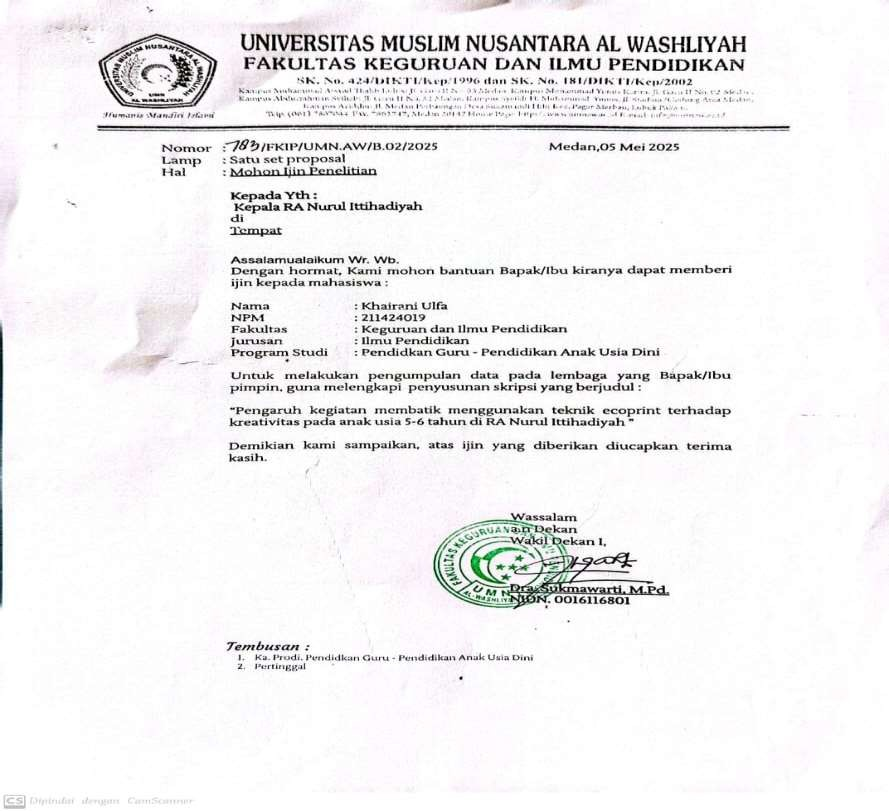 UNIVERSITAS MUSLIM NUSANTARA AL WASHLIYAH
FAKULTAS KEGURUAN DAN ILMU PENDIDIKAN
SK. No. 424/DIKTI/Kep/1996 dan SK. No. 181/DIKTI/Kep/2002
UNIVERSITAS MUSLIM NUSANTARA
UMN
AL WASHLIYAH
Humanis Mandiri Islami
Nomor : 783/FKIP/UMN.AW/B.02/2025 Medan,05 Mei 2025
Lamp : Satu set proposal
Hal : Mohon Ijin Penelitian
Kepada Yth :
Kepala RA Nurul Ittihadiyah
di
Tempat
Assalamualaikum Wr. Wb.
Dengan hormat, Kami mohon bantuan Bapak/Ibu kiranya dapat memberi
ijin kepada mahasiswa :
Nama : Khairani Ulfa
NPM : 211424019
Fakultas : Keguruan dan Ilmu Pendidikan
Jurusan : Ilmu Pendidikan
Program Studi : Pendidkan Guru - Pendidikan Anak Usia Dini
Untuk melakukan pengumpulan data pada lembaga yang Bapak/Ibu
pimpin, guna melengkapi penyusunan skripsi yang berjudul :
"Pengaruh kegiatan membatik menggunakan teknik ecoprint terhadap
kreativitas pada anak usia 5-6 tahun di RA Nurul Ittihadiyah "
Demikian kami sampaikan, atas ijin yang diberikan diucapkan terima
kasih.
Wassalam
an Dekan
Wakil Dekan I,
FAKULTAS KEGURUAN
UMN
AL-WASHLIYAH
Dra. Sukmawarti, M.Pd.
NION. 0016116801
Tembusan :
1. Ka. Prodi. Pendidkan Guru - Pendidikan Anak Usia Dini
2. Pertinggal
CS Dipindai dengan CamScanner